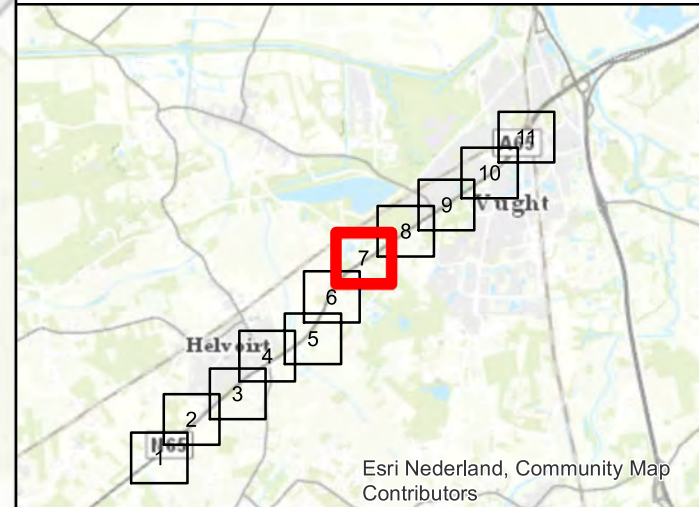 11
A65
10
Vught
9
8
7
6
5
Helvoirt
4
3
2
N65
1
Esri Nederland, Community Map
Contributors